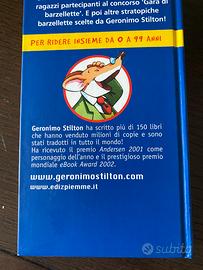 ragazzi partecipanti al concorso "Gara di
barzellette". E poi altre stratopiche
barzellette scelte da Geronimo Stilton!
PER RIDERE INSIEME DA 0 A 99 ANNI
Geronimo Stilton ha scritto più di 150 libri
che hanno venduto milioni di copie e sono
stati tradotti in tutto il mondo!
Ha ricevuto il premio Andersen 2001 come
personaggio dell'anno e il prestigioso premio
mondiale eBook Award 2002.
www.geronimostilton.com
www.edizpiemme.it
subito